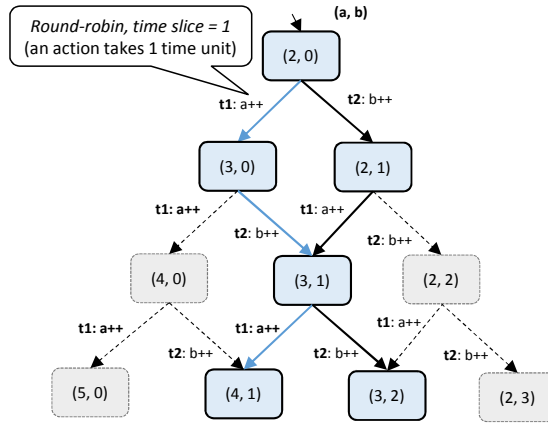 (a, b)
Round-robin, time slice = 1
(an action takes 1 time unit)
(2, 0)
t1: a++
t2: b++
(3, 0)
(2, 1)
t1: a++
t2: b++
t1: a++
t2: b++
(4, 0)
(3, 1)
(2, 2)
t1: a++
t2: b++
t1: a++
t2: b++
t1: a++
t2: b++
(5, 0)
(4, 1)
(3, 2)
(2, 3)